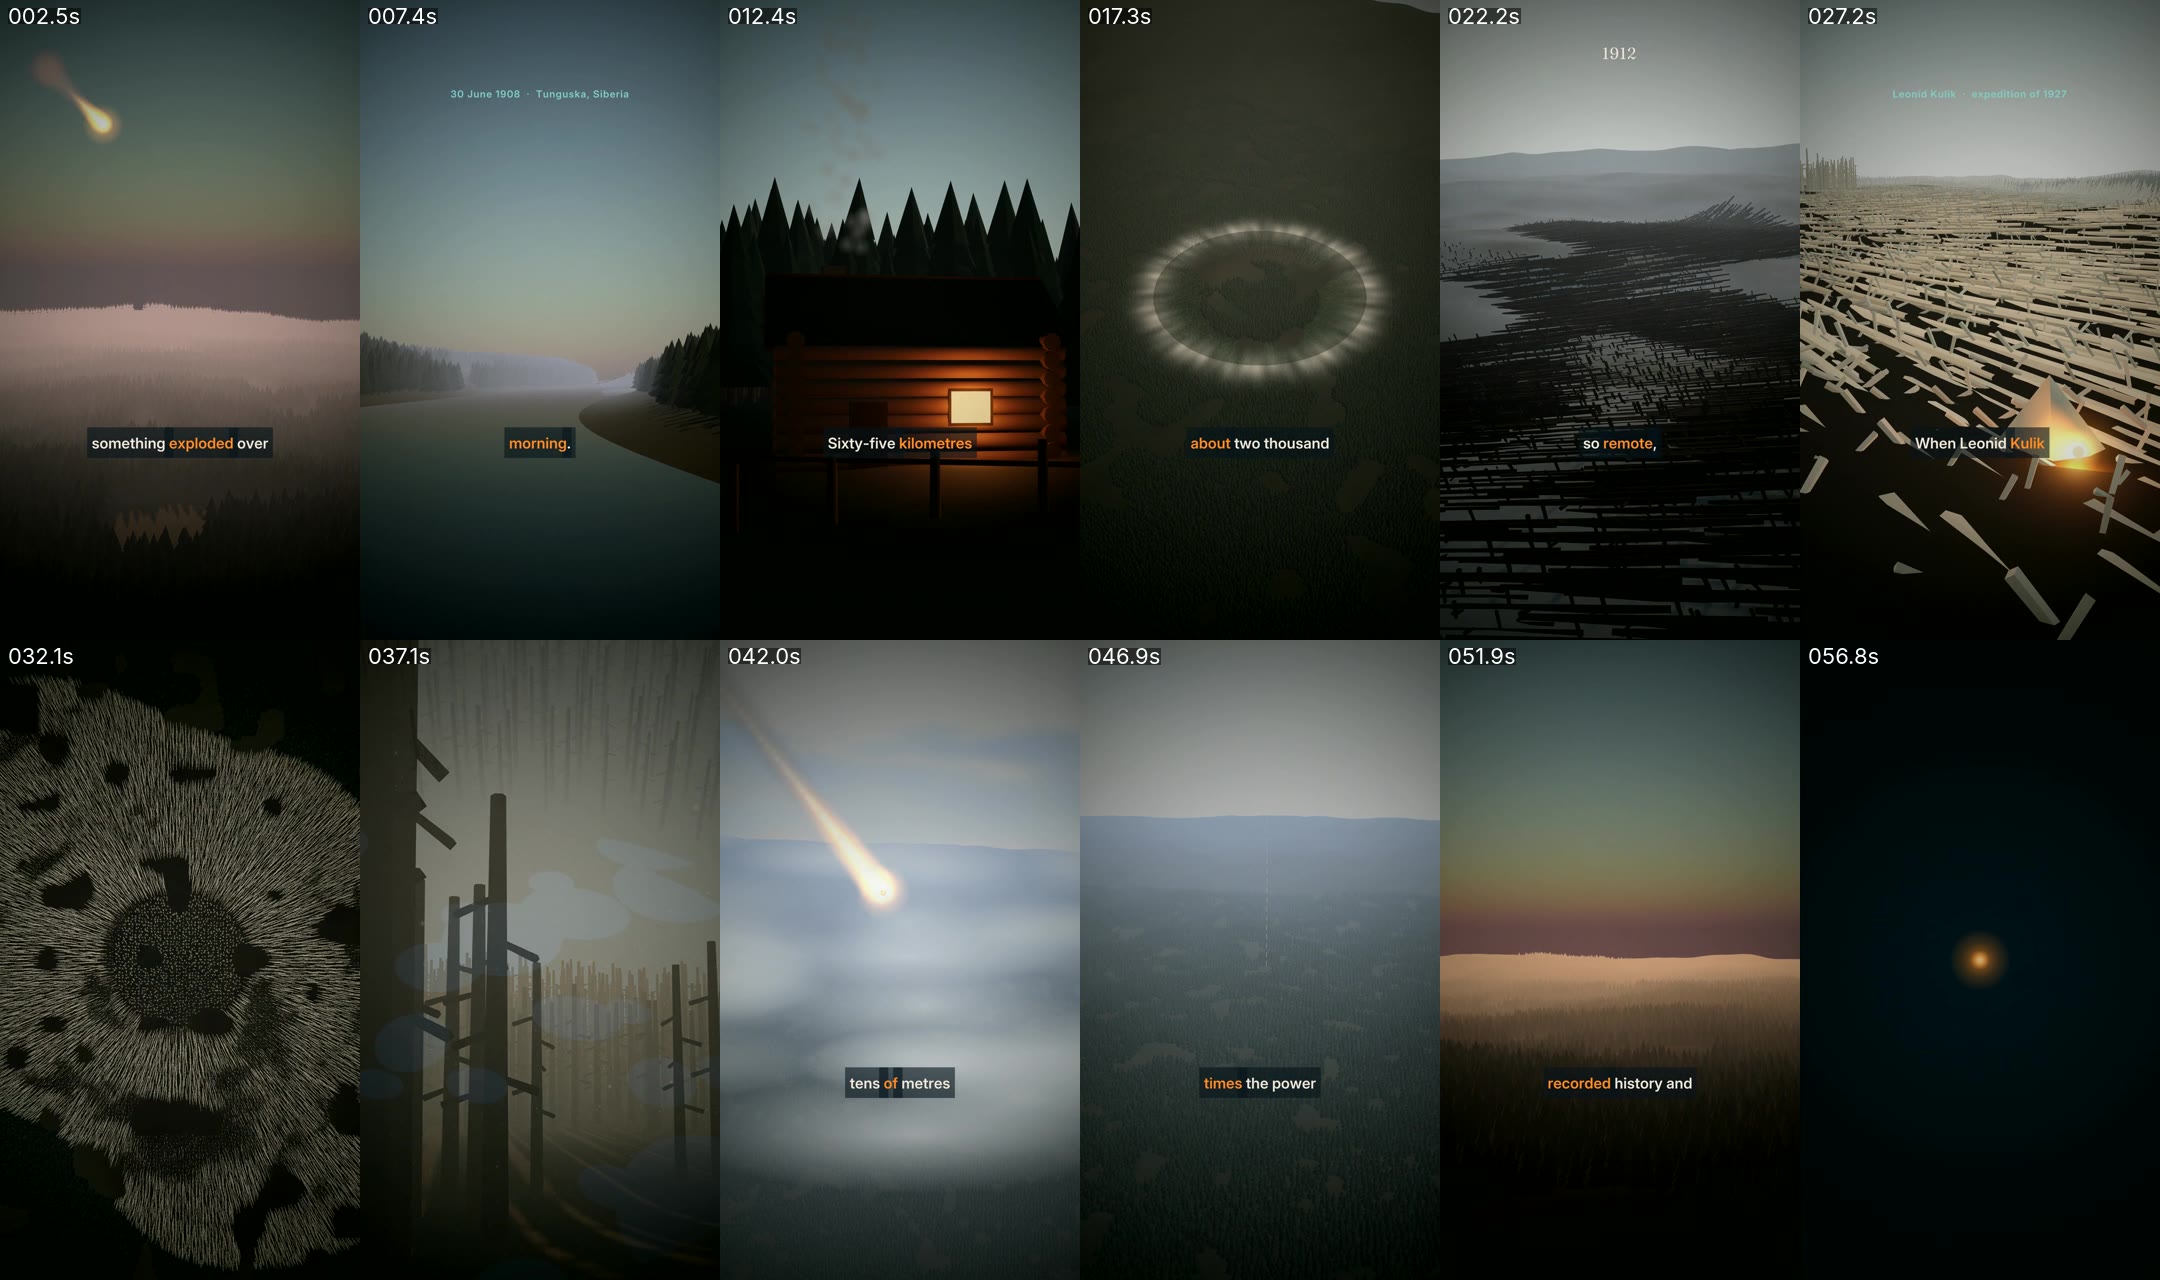 002.5s
something exploded over
007.4s
30 June 1908 · Tunguska, Siberia
morning.
012.4s
Sixty-five kilometres
017.3s
about two thousand
022.2s
1912
so remote,
027.2s
Leonid Kulik · expedition of 1927
When Leonid Kulik
032.1s
037.1s
042.0s
tens of metres
046.9s
times the power
051.9s
recorded history and
056.8s